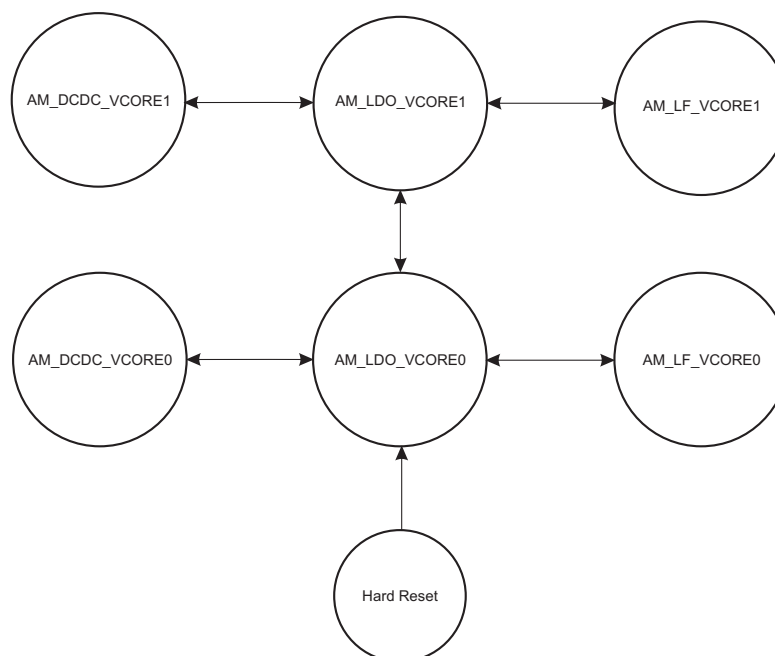 AM_DCDC_VCORE1
AM_LDO_VCORE1
AM_LF_VCORE1
AM_DCDC_VCORE0
AM_LDO_VCORE0
AM_LF_VCORE0
Hard Reset